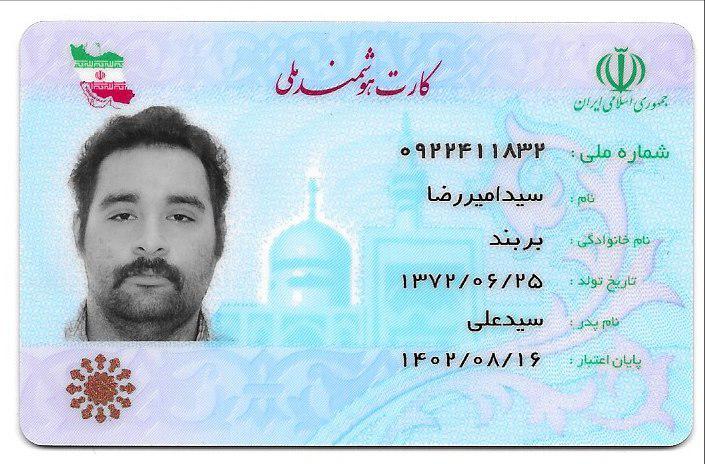 کارت هوشمند ملی
جمهوری اسلامی ایران
شماره ملی : ۰۹۲۲۴۱۱۸۳۲
نام : سیدامیررضا
نام خانوادگی : بربند
تاریخ تولد : ۱۳۷۲/۰۶/۲۵
نام پدر : سیدعلی
پایان اعتبار : ۱۴۰۲/۰۸/۱۶